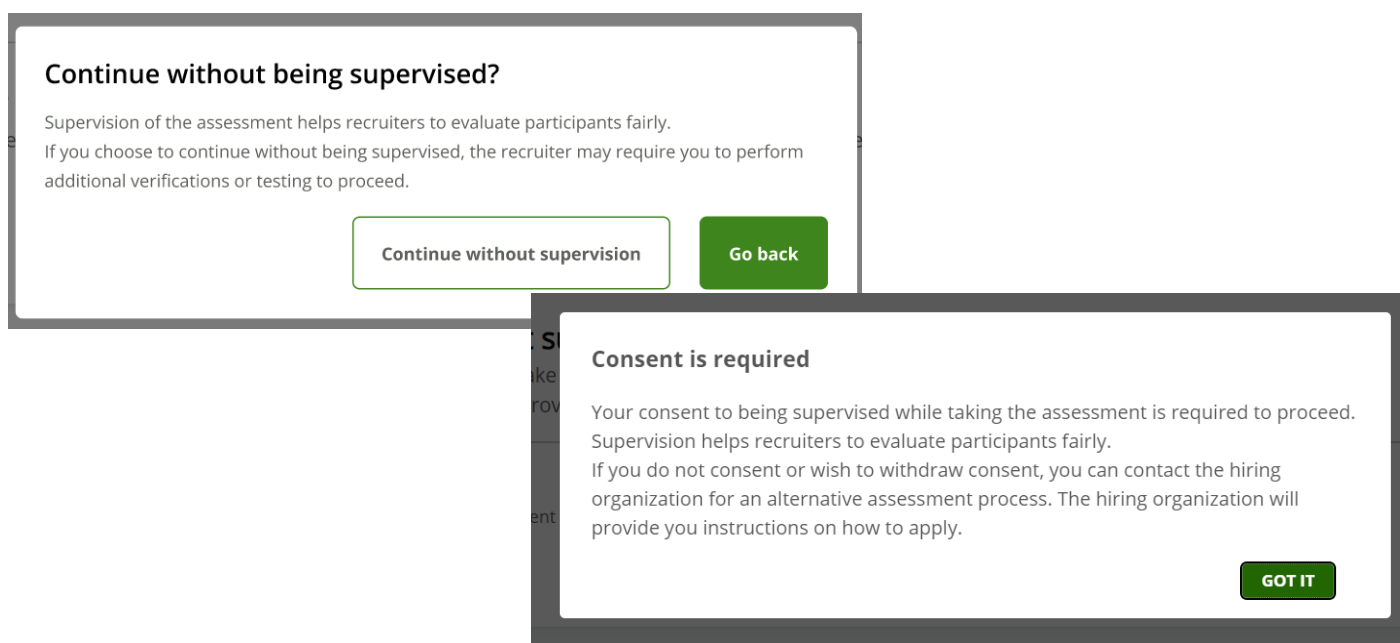 Continue without being supervised?
Supervision of the assessment helps recruiters to evaluate participants fairly.
If you choose to continue without being supervised, the recruiter may require you to perform
additional verifications or testing to proceed.
Continue without supervision
Go back
Consent is required
Your consent to being supervised while taking the assessment is required to proceed.
Supervision helps recruiters to evaluate participants fairly.
If you do not consent or wish to withdraw consent, you can contact the hiring
organization for an alternative assessment process. The hiring organization will
provide you instructions on how to apply.
GOT IT